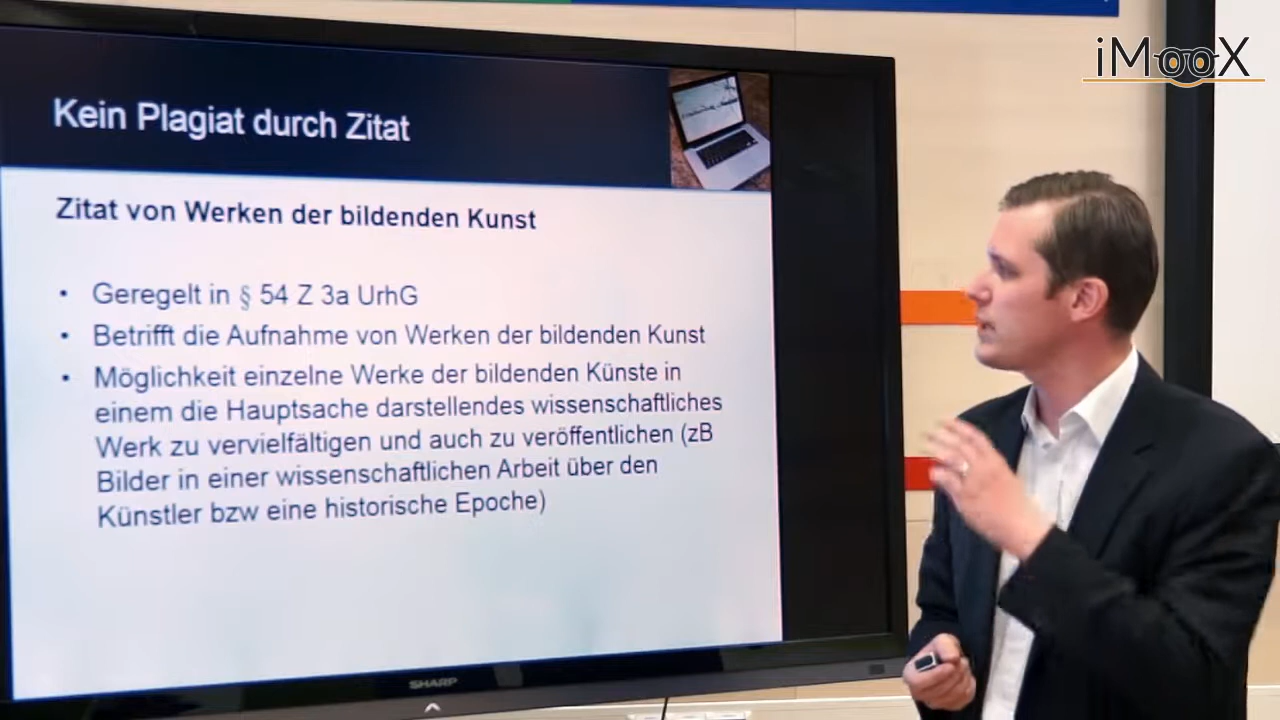 iMooX
Kein Plagiat durch Zitat
Zitat von Werken der bildenden Kunst
• Geregelt in § 54 Z 3a UrhG
• Betrifft die Aufnahme von Werken der bildenden Kunst
• Möglichkeit einzelne Werke der bildenden Künste in
einem die Hauptsache darstellendes wissenschaftliches
Werk zu vervielfältigen und auch zu veröffentlichen (zB
Bilder in einer wissenschaftlichen Arbeit über den
Künstler bzw eine historische Epoche)
SHARP